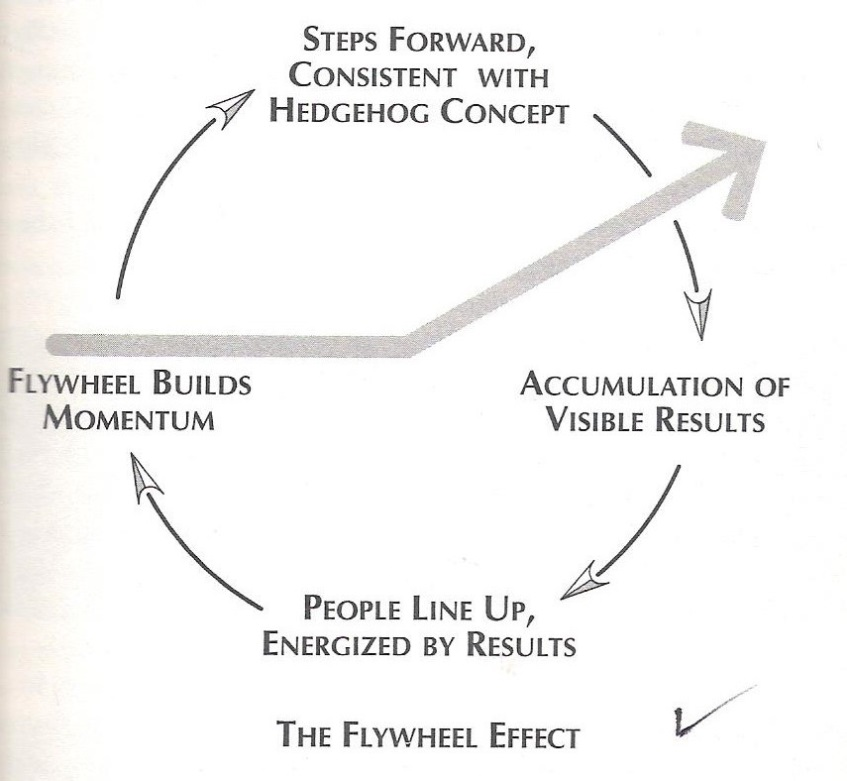 STEPS FORWARD,
CONSISTENT WITH
HEDGEHOG CONCEPT
FLYWHEEL BUILDS
MOMENTUM
ACCUMULATION OF
VISIBLE RESULTS
PEOPLE LINE UP,
ENERGIZED BY RESULTS
THE FLYWHEEL EFFECT